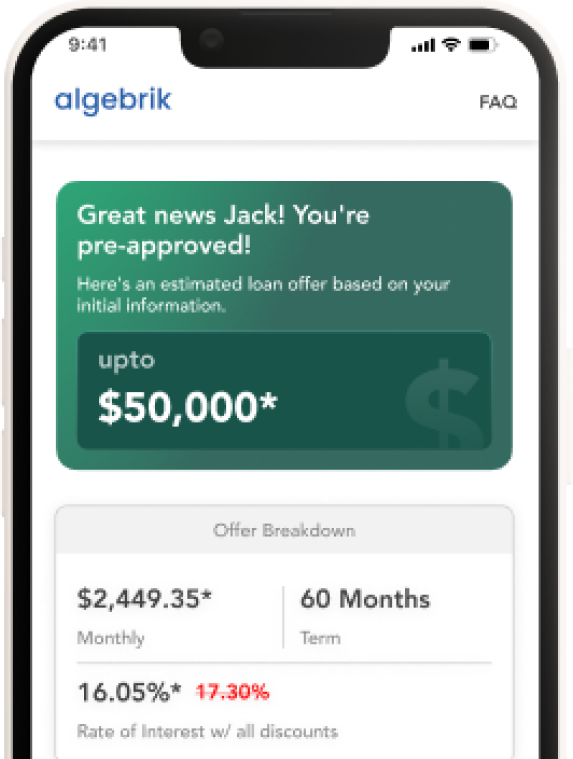 9:41
algebrik
FAQ
Great news Jack! You're
pre-approved!
Here's an estimated loan offer based on your
initial information.
upto
$50,000*
$
Offer Breakdown
$2,449.35*
60 Months
Monthly
Term
16.05%* 17.30%
Rate of Interest w/ all discounts